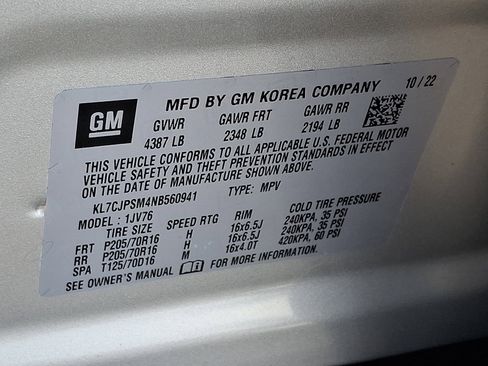 GM
MFD BY GM KOREA COMPANY 10/22
GVWR GAWR FRT GAWR RR
4387 LB 2348 LB 2194 LB
THIS VEHICLE CONFORMS TO ALL APPLICABLE U.S. FEDERAL MOTOR
VEHICLE SAFETY AND THEFT PREVENTION STANDARDS IN EFFECT
ON THE DATE OF MANUFACTURE SHOWN ABOVE.
KL7CJPSM4NB560941 TYPE: MPV
MODEL: 1JV76
TIRE SIZE SPEED RTG RIM COLD TIRE PRESSURE
FRT P205/70R16 H 16x6.5J 240KPA, 35 PSI
RR P205/70R16 H 16x6.5J 240KPA, 35 PSI
SPA T125/70D16 M 16x4.0T 420KPA, 60 PSI
SEE OWNER'S MANUAL FOR MORE INFORMATION.